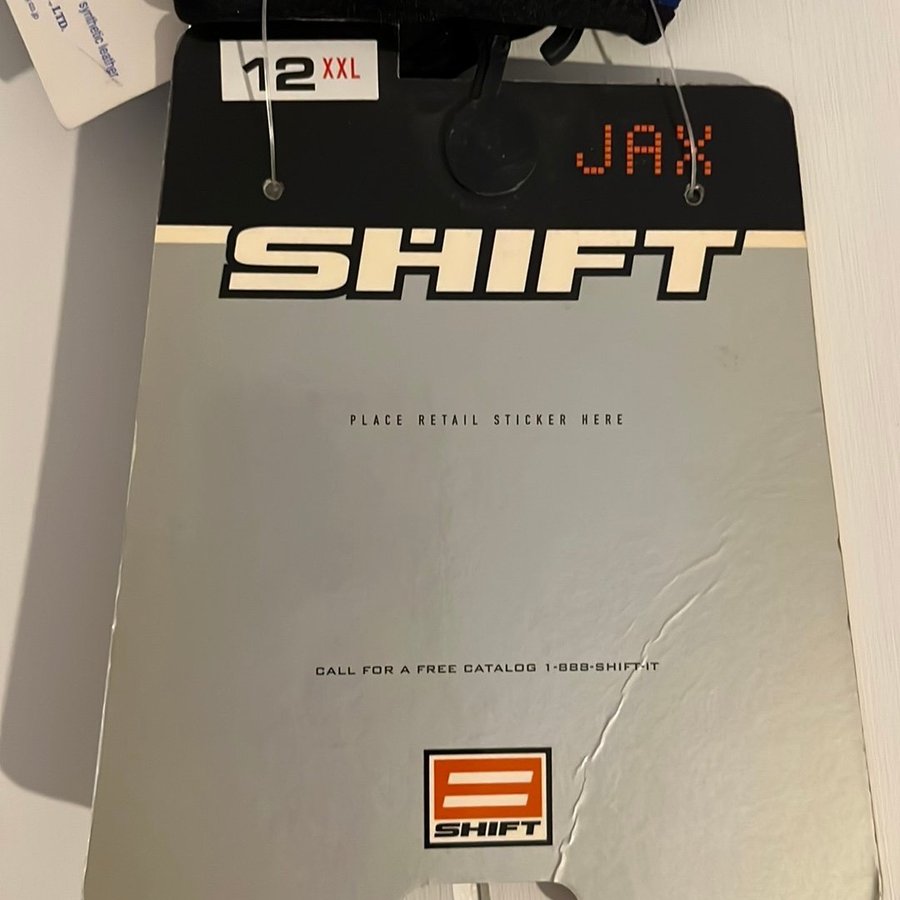 synthetic leather
., LTD.
12 XXL
JAX
SHIFT
PLACE RETAIL STICKER HERE
CALL FOR A FREE CATALOG 1-888-SHIFT-IT
SHIFT